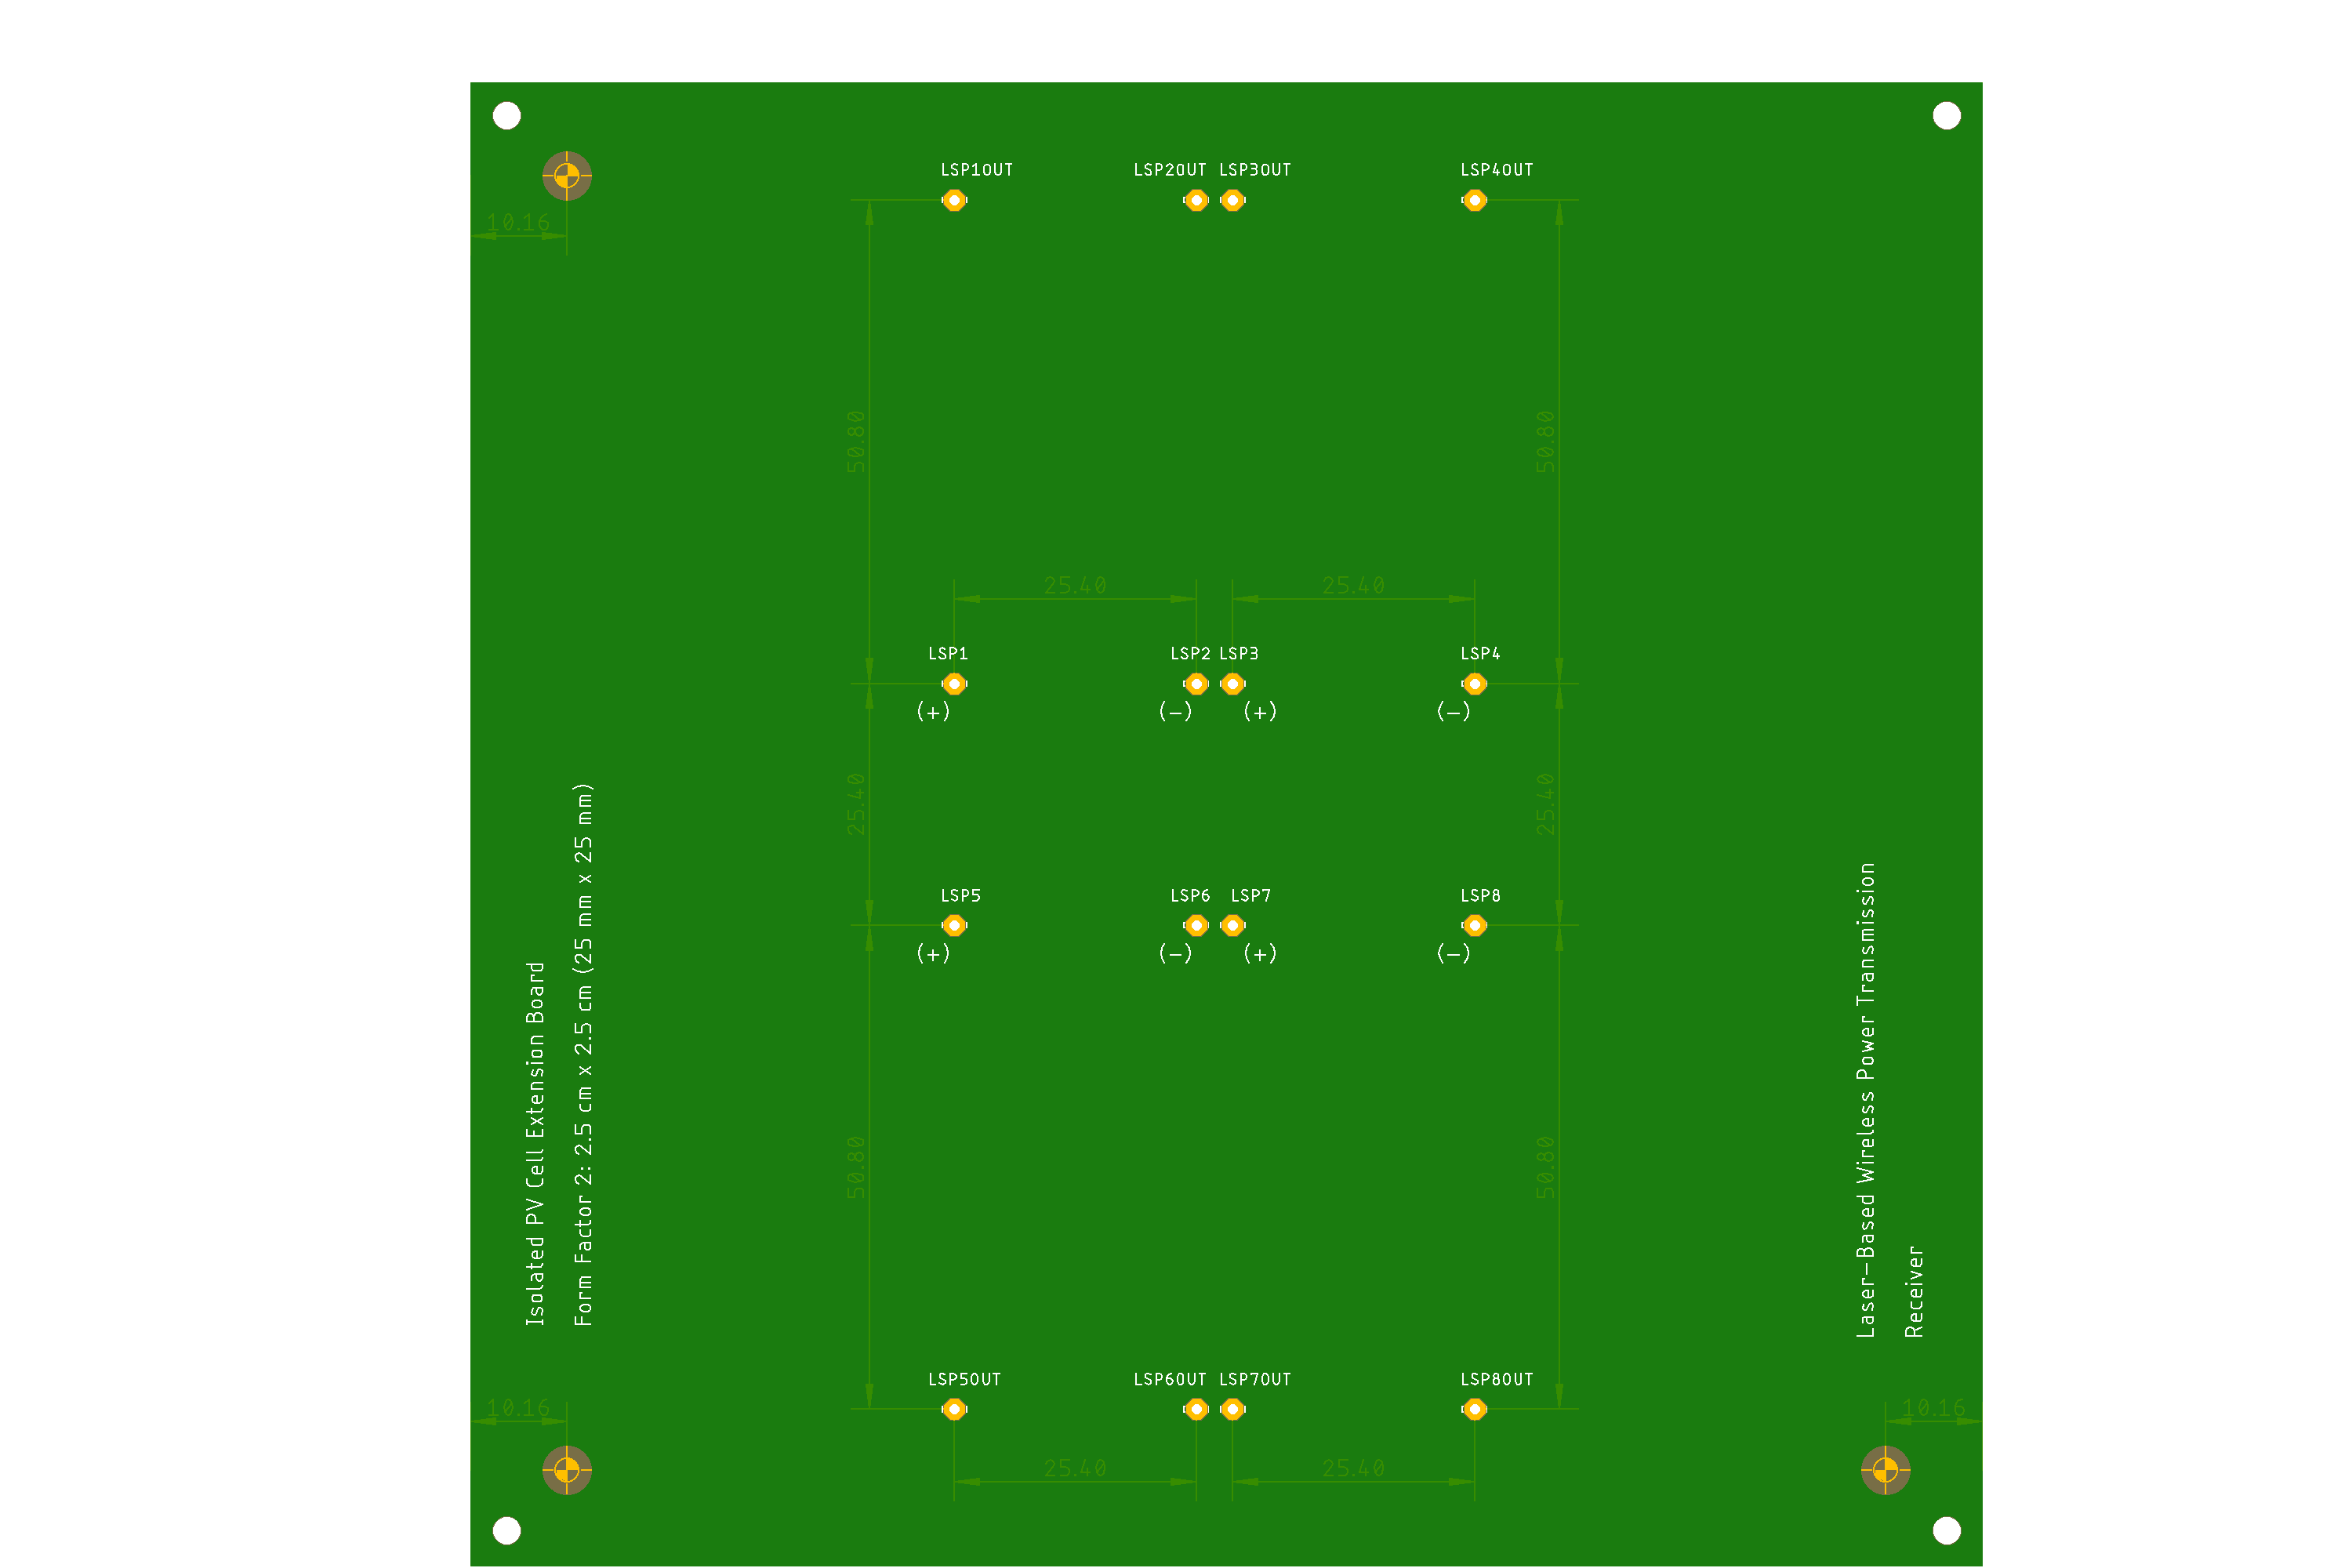 LSP1OUT LSP2OUT LSP3OUT LSP4OUT
10.16
50.80 50.80
25.40 25.40
LSP1 LSP2 LSP3 LSP4
(+) (-) (+) (-)
25.40 25.40
LSP5 LSP6 LSP7 LSP8
(+) (-) (+) (-)
Isolated PV Cell Extension Board
Form Factor 2: 2.5 cm x 2.5 cm (25 mm x 25 mm)
50.80 50.80
Laser-Based Wireless Power Transmission
Receiver
LSP5OUT LSP6OUT LSP7OUT LSP8OUT
10.16 10.16
25.40 25.40